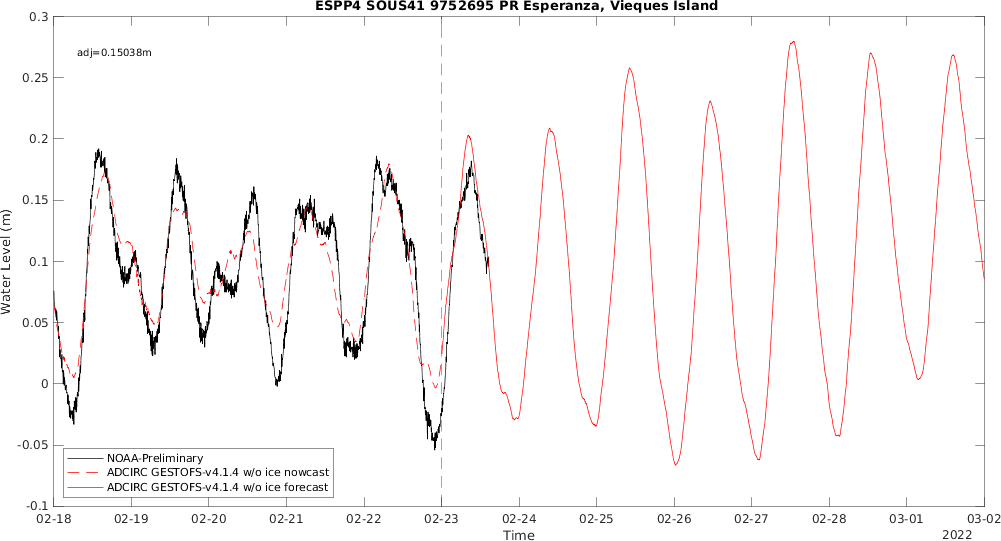 ESPP4 SOUS41 9752695 PR Esperanza, Vieques Island
adj=0.15038m
Water Level (m)
0.3
0.25
0.2
0.15
0.1
0.05
0
-0.05
-0.1
NOAA-Preliminary
ADCIRC GESTOFS-v4.1.4 w/o ice nowcast
ADCIRC GESTOFS-v4.1.4 w/o ice forecast
02-18 02-19 02-20 02-21 02-22 02-23 02-24 02-25 02-26 02-27 02-28 03-01 03-02
Time
2022